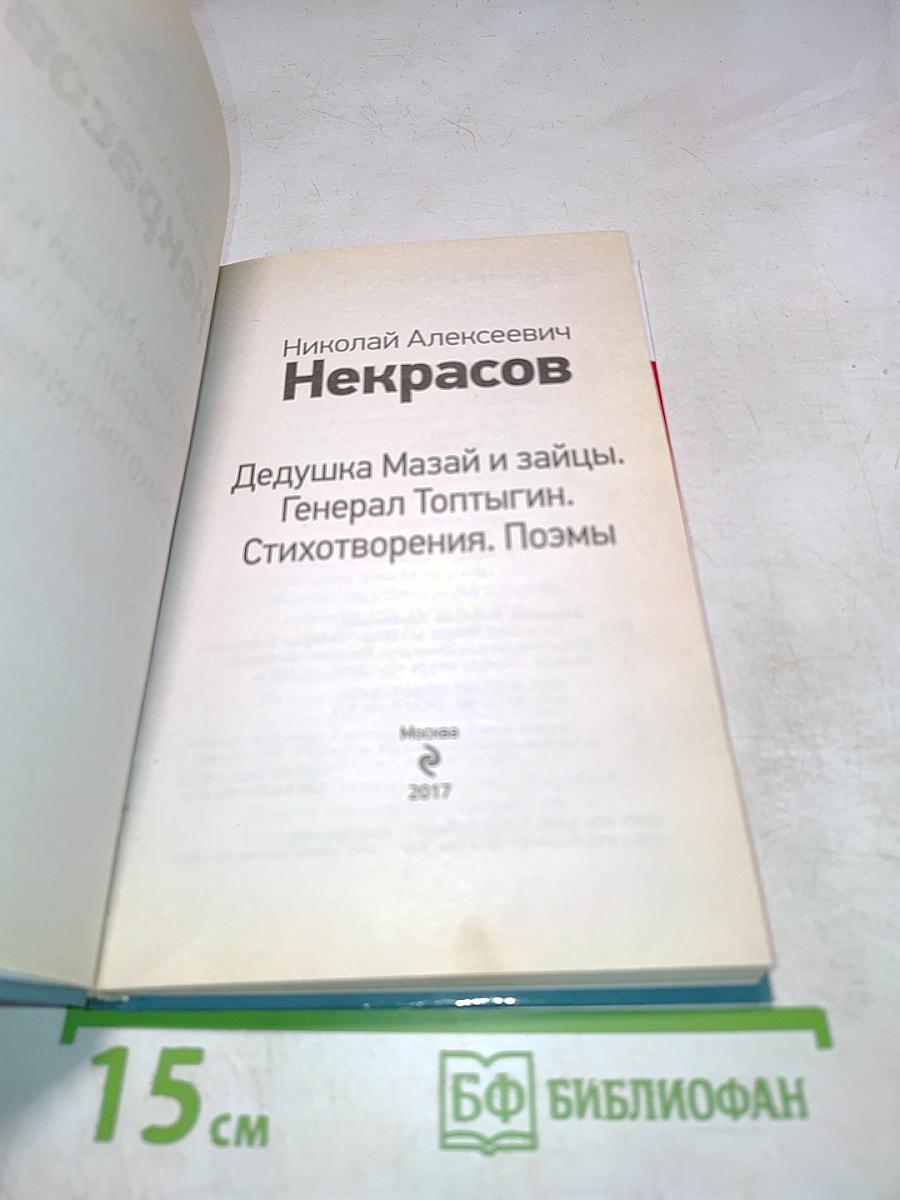 Николай Алексеевич
Некрасов
Дедушка Мазай и зайцы.
Генерал Топтыгин.
Стихотворения. Поэмы
Москва
2017
15 см
БФ БИБЛИОФАН